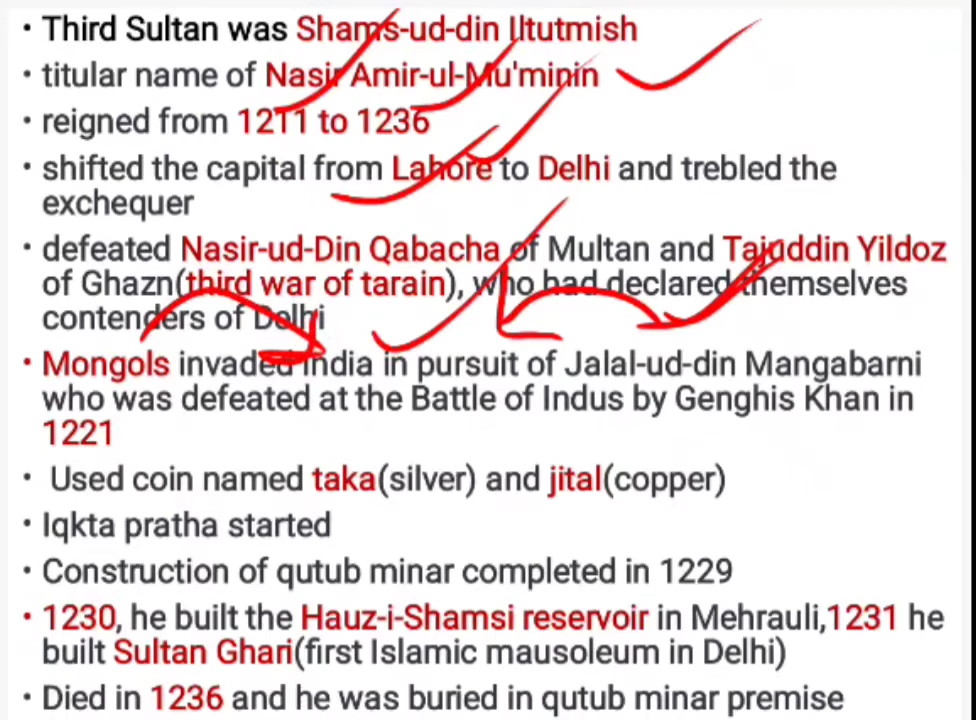 • Third Sultan was Shams-ud-din Iltutmish
• titular name of Nasir Amir-ul-Mu'minin
• reigned from 1211 to 1236
• shifted the capital from Lahore to Delhi and trebled the
exchequer
• defeated Nasir-ud-Din Qabacha of Multan and Tajuddin Yildoz
of Ghazn(third war of tarain), who had declared themselves
contenders of Delhi
• Mongols invaded India in pursuit of Jalal-ud-din Mangabarni
who was defeated at the Battle of Indus by Genghis Khan in
1221
• Used coin named taka(silver) and jital(copper)
• Iqkta pratha started
• Construction of qutub minar completed in 1229
• 1230, he built the Hauz-i-Shamsi reservoir in Mehrauli,1231 he
built Sultan Ghari(first Islamic mausoleum in Delhi)
• Died in 1236 and he was buried in qutub minar premise